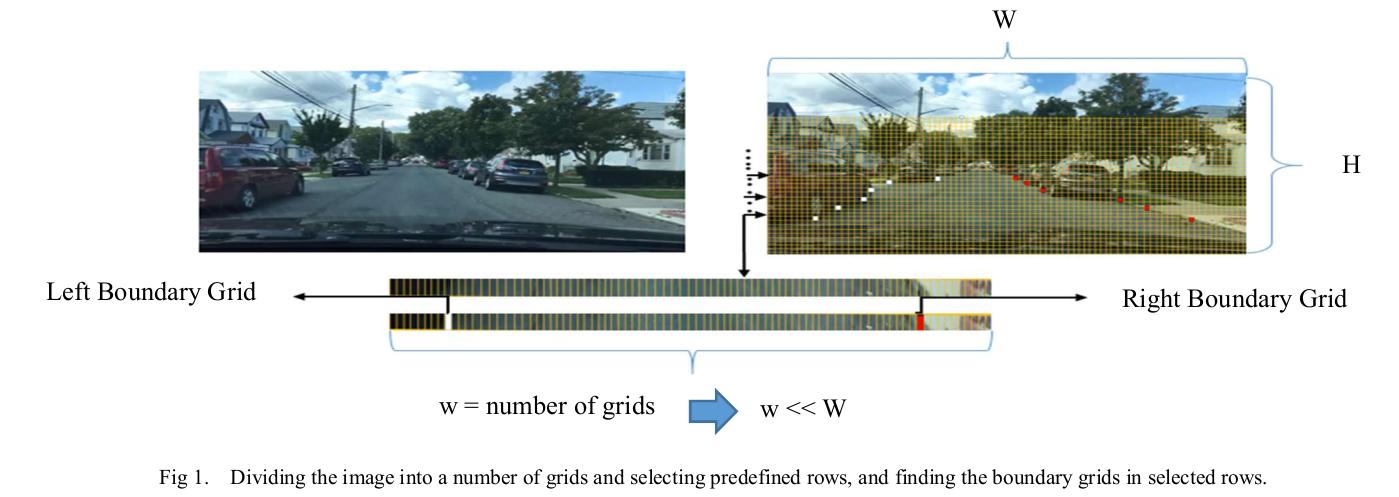 W
H
Left Boundary Grid
Right Boundary Grid
w = number of grids
w << W
Fig 1. Dividing the image into a number of grids and selecting predefined rows, and finding the boundary grids in selected rows.